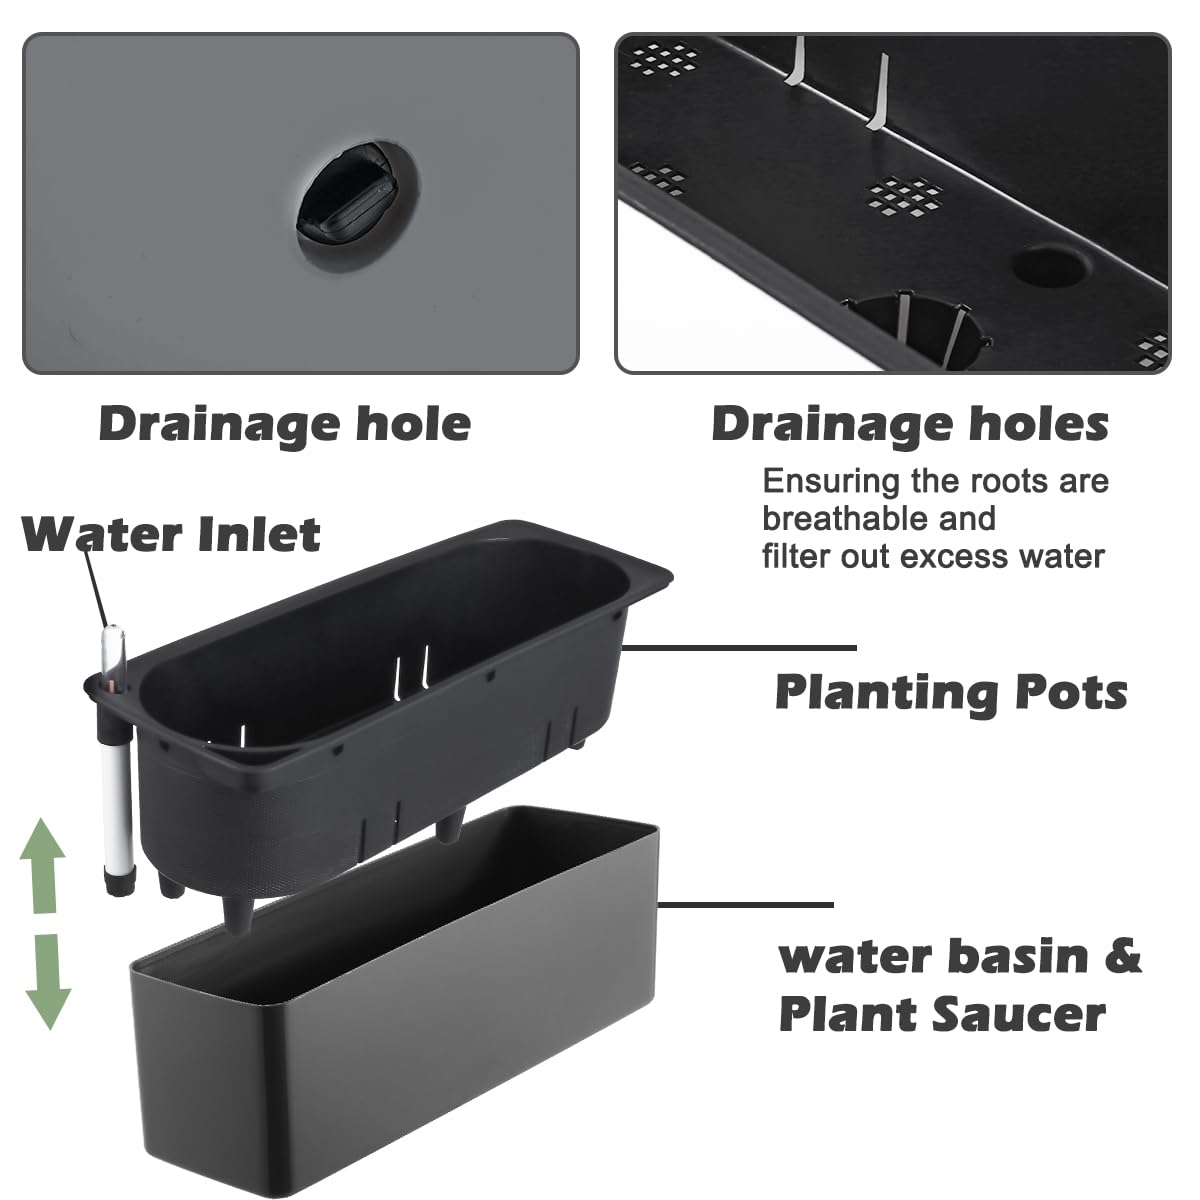 Drainage hole
Drainage holes
Ensuring the roots are
breathable and
filter out excess water
Water Inlet
Planting Pots
water basin &
Plant Saucer